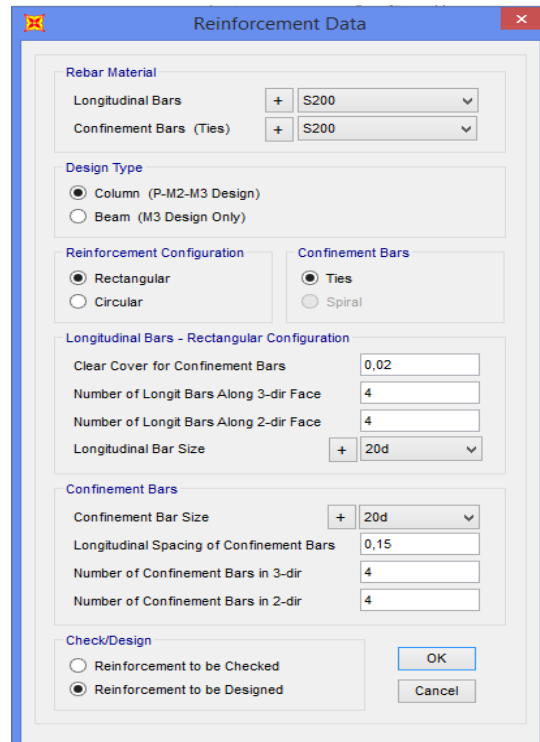 Reinforcement Data
Rebar Material
Longitudinal Bars + S200
Confinement Bars (Ties) + S200
Design Type
Column (P-M2-M3 Design)
Beam (M3 Design Only)
Reinforcement Configuration
Rectangular
Circular
Confinement Bars
Ties
Spiral
Longitudinal Bars - Rectangular Configuration
Clear Cover for Confinement Bars 0,02
Number of Longit Bars Along 3-dir Face 4
Number of Longit Bars Along 2-dir Face 4
Longitudinal Bar Size + 20d
Confinement Bars
Confinement Bar Size + 20d
Longitudinal Spacing of Confinement Bars 0,15
Number of Confinement Bars in 3-dir 4
Number of Confinement Bars in 2-dir 4
Check/Design
Reinforcement to be Checked
Reinforcement to be Designed
OK
Cancel